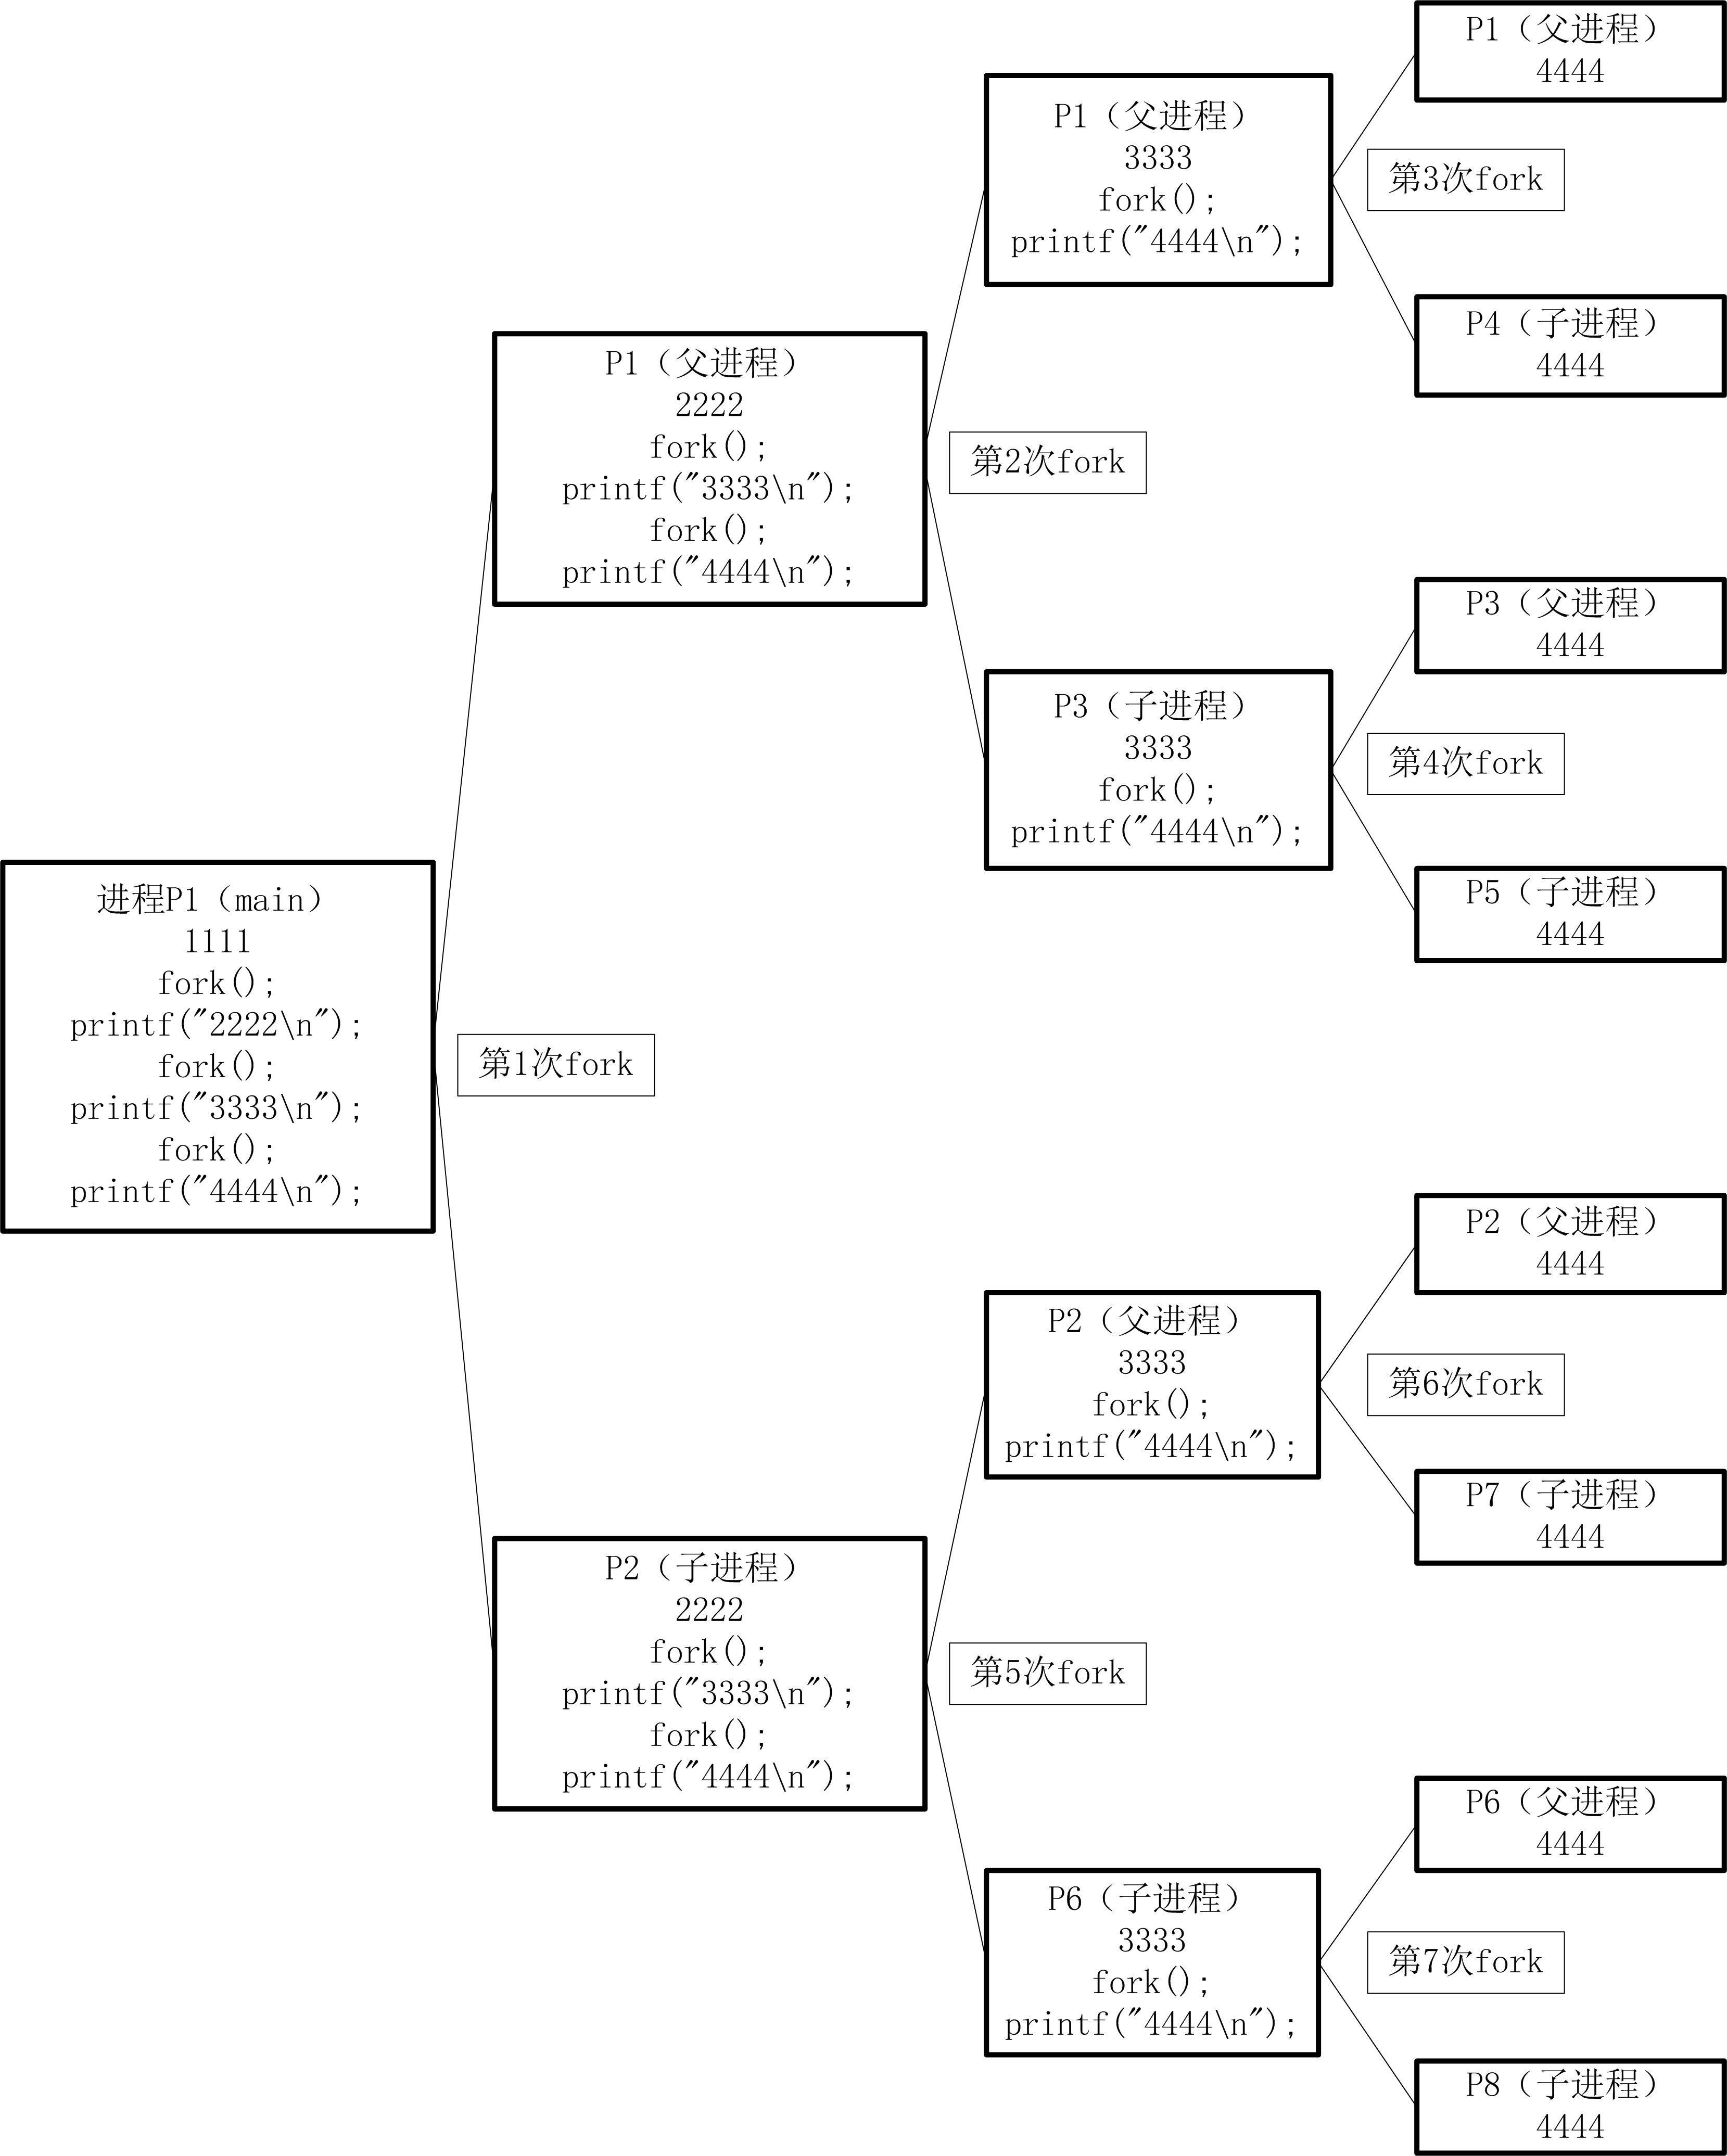 进程P1（main）
1111
fork();
printf("2222\n");
fork();
printf("3333\n");
fork();
printf("4444\n");
第1次fork
P1（父进程）
2222
fork();
printf("3333\n");
fork();
printf("4444\n");
第2次fork
P1（父进程）
3333
fork();
printf("4444\n");
第3次fork
P1（父进程）
4444
P4（子进程）
4444
P3（子进程）
3333
fork();
printf("4444\n");
第4次fork
P3（父进程）
4444
P5（子进程）
4444
P2（子进程）
2222
fork();
printf("3333\n");
fork();
printf("4444\n");
第5次fork
P2（父进程）
3333
fork();
printf("4444\n");
第6次fork
P2（父进程）
4444
P7（子进程）
4444
P6（子进程）
3333
fork();
printf("4444\n");
第7次fork
P6（父进程）
4444
P8（子进程）
4444